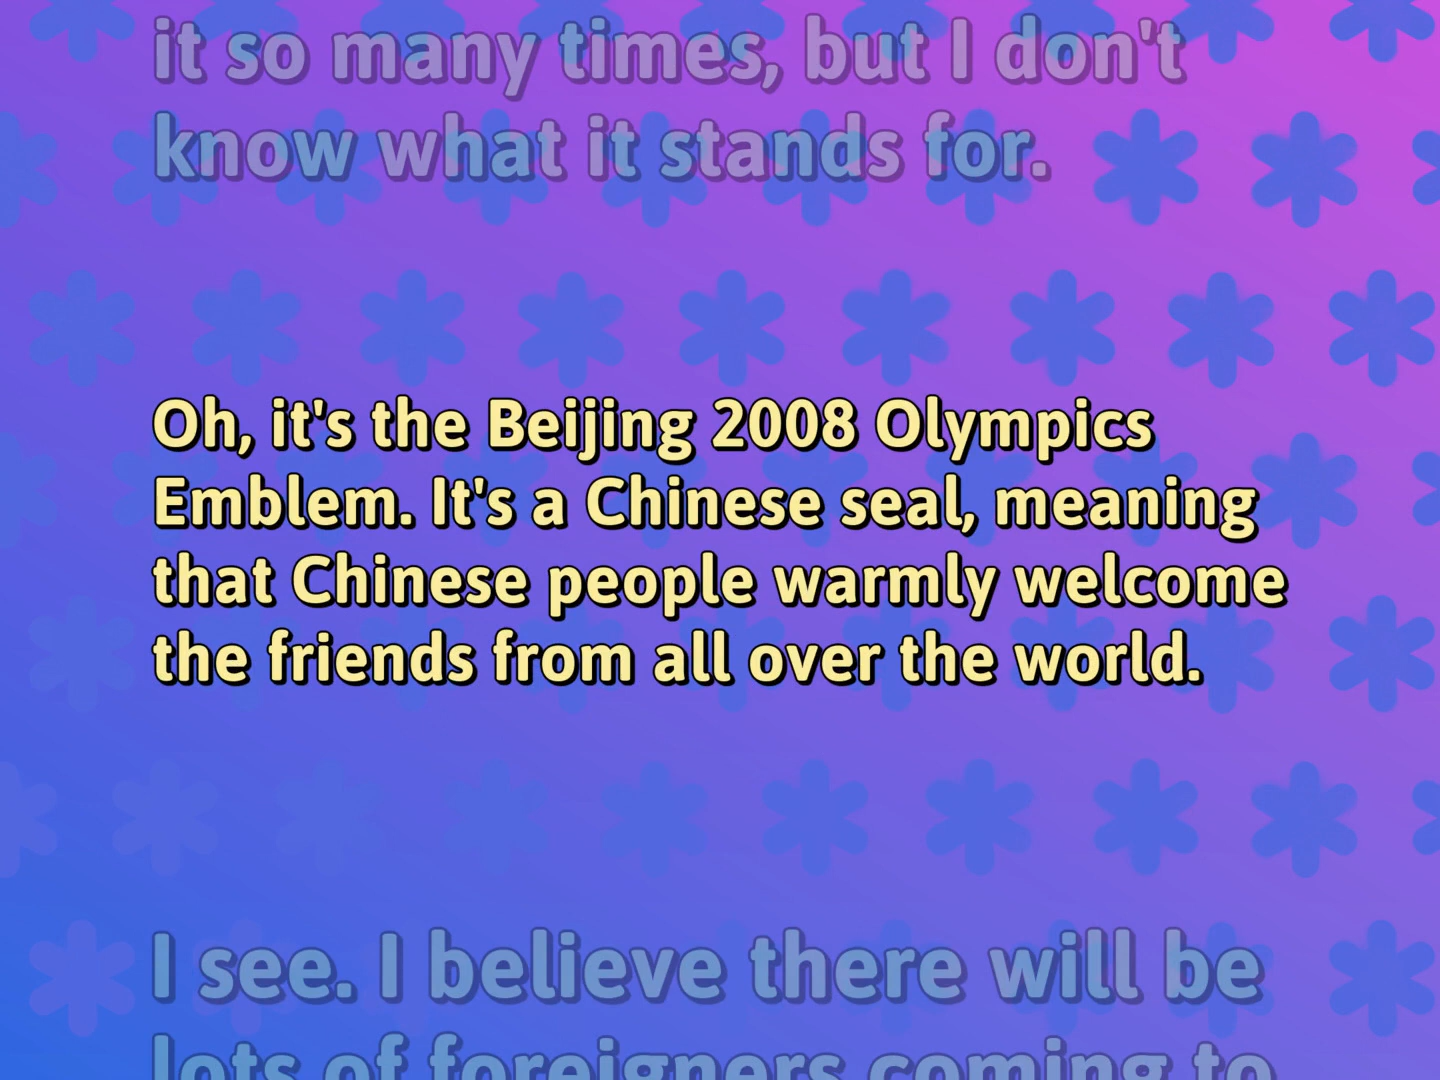 it so many times, but I don't
know what it stands for.
Oh, it's the Beijing 2008 Olympics
Emblem. It's a Chinese seal, meaning
that Chinese people warmly welcome
the friends from all over the world.
I see. I believe there will be
lots of foreigners coming to